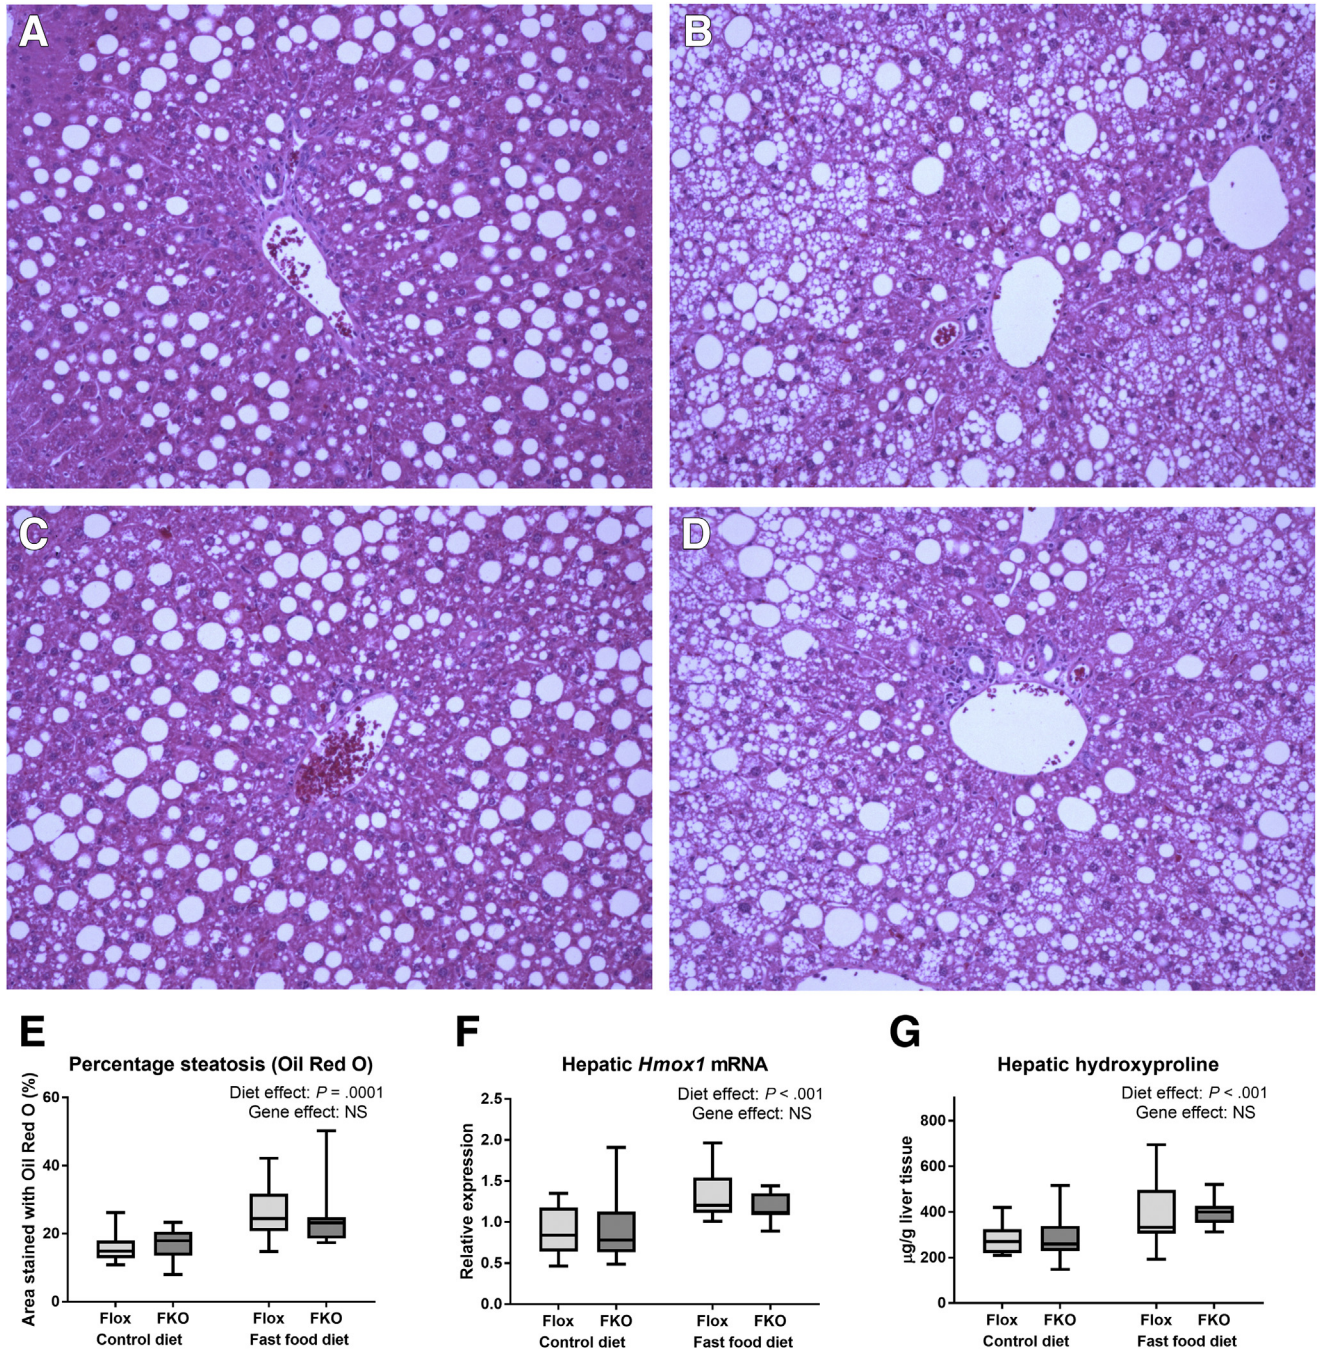 A
B
C
D
E
Percentage steatosis (Oil Red O)
Diet effect: P = .0001
Gene effect: NS
Area stained with Oil Red O (%)
60
40
20
0
Flox
FKO
Flox
FKO
Control diet
Fast food diet
F
Hepatic Hmox1 mRNA
Diet effect: P < .001
Gene effect: NS
Relative expression
2.5
2.0
1.5
1.0
0.5
0.0
Flox
FKO
Flox
FKO
Control diet
Fast food diet
G
Hepatic hydroxyproline
Diet effect: P < .001
Gene effect: NS
µg/g liver tissue
800
600
400
200
0
Flox
FKO
Flox
FKO
Control diet
Fast food diet